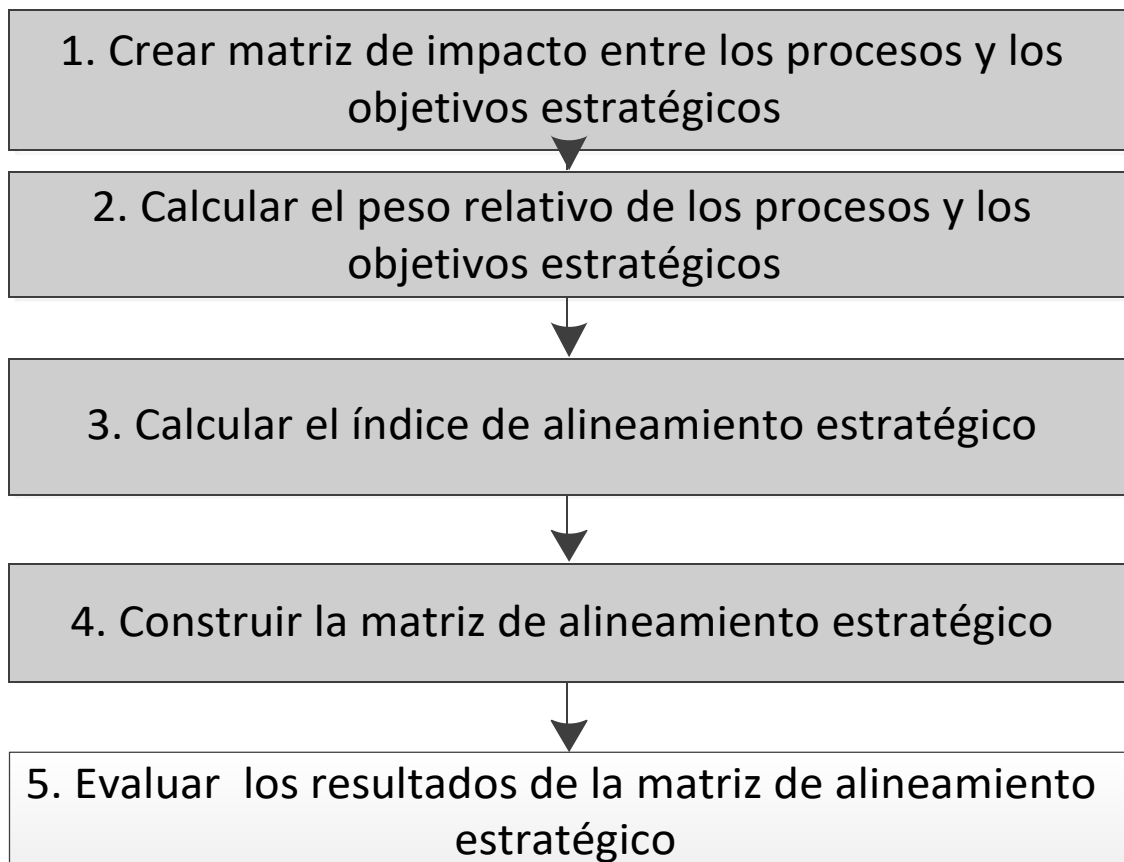 1. Crear matriz de impacto entre los procesos y los
objetivos estratégicos
2. Calcular el peso relativo de los procesos y los
objetivos estratégicos
3. Calcular el índice de alineamiento estratégico
4. Construir la matriz de alineamiento estratégico
5. Evaluar  los resultados de la matriz de alineamiento
estratégico